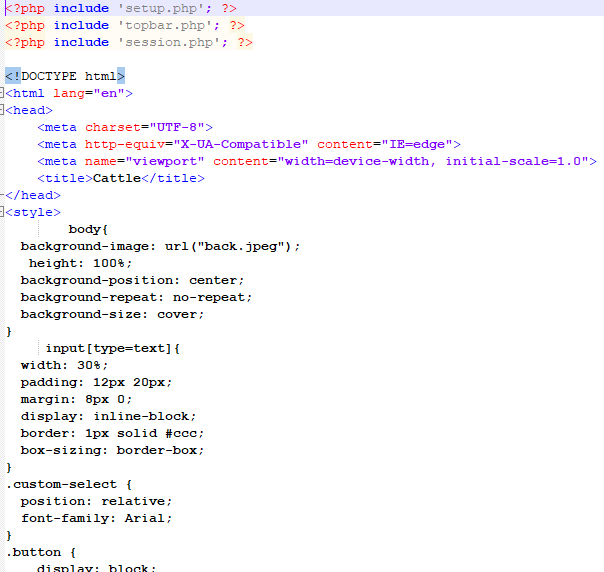 <?php include 'setup.php'; ?>
<?php include 'topbar.php'; ?>
<?php include 'session.php'; ?>
<!DOCTYPE html>
<html lang="en">
<head>
<meta charset="UTF-8">
<meta http-equiv="X-UA-Compatible" content="IE=edge">
<meta name="viewport" content="width=device-width, initial-scale=1.0">
<title>Cattle</title>
</head>
<style>
body{
background-image: url("back.jpeg");
height: 100%;
background-position: center;
background-repeat: no-repeat;
background-size: cover;
}
input[type=text]{
width: 30%;
padding: 12px 20px;
margin: 8px 0;
display: inline-block;
border: 1px solid #ccc;
box-sizing: border-box;
}
.custom-select {
position: relative;
font-family: Arial;
}
.button {
display: block;